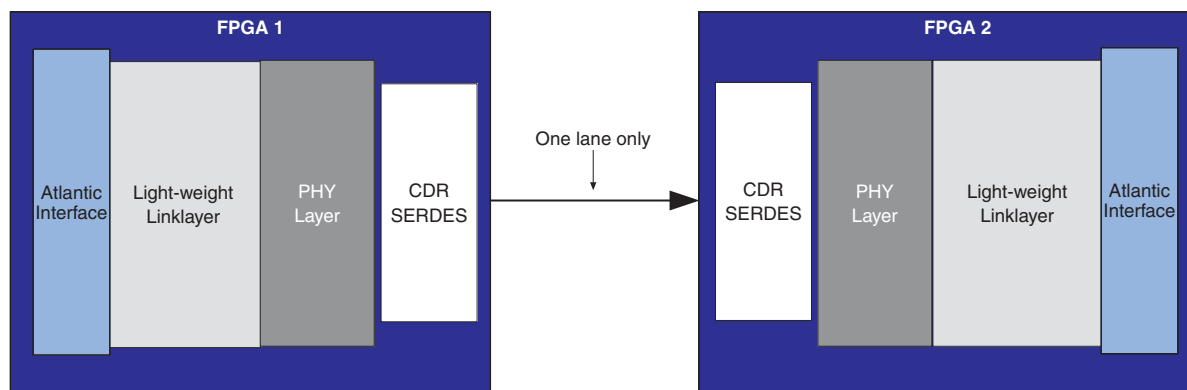 FPGA 1
Atlantic
Interface
Light-weight
Linklayer
PHY
Layer
CDR
SERDES
One lane only
FPGA 2
CDR
SERDES
PHY
Layer
Light-weight
Linklayer
Atlantic
Interface